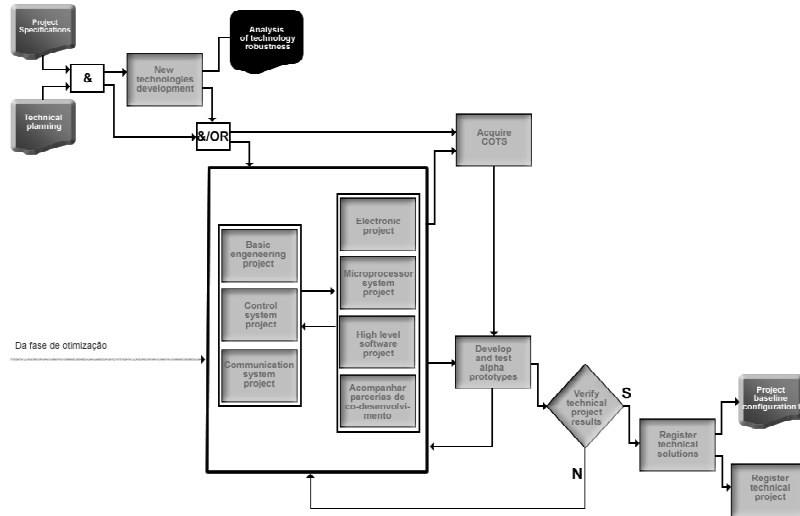 Project
Specifications
Analysis
of technology
robustness
&
New
technologies
development
Technical
planning
&/OR
Acquire
COTS
Electronic
project
Basic
engeneering
project
Microprocessor
system
project
Control
system
project
High level
software
project
Da fase de otimização
Communication
system
project
Acompanhar
parcerias de
co-desenvolvi-
mento
Develop
and test
alpha
prototypes
Verify
technical
project
results
S
N
Project
baseline
configuration1
Register
technical
solutions
Register
technical
project